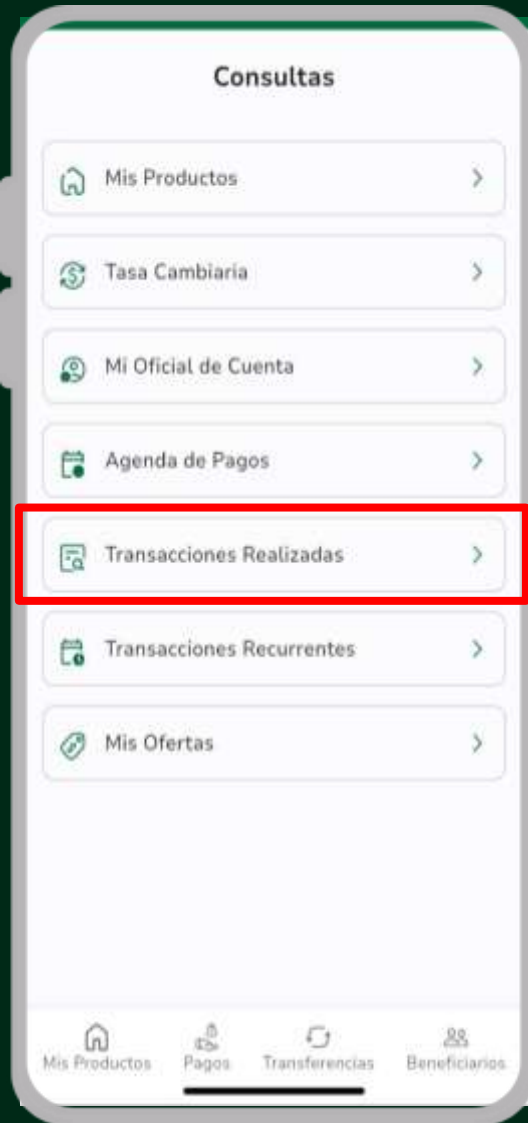 Consultas
Mis Productos
Tasa Cambiaria
Mi Oficial de Cuenta
Agenda de Pagos
Transacciones Realizadas
Transacciones Recurrentes
Mis Ofertas
Mis Productos Pagos Transferencias Beneficiarios